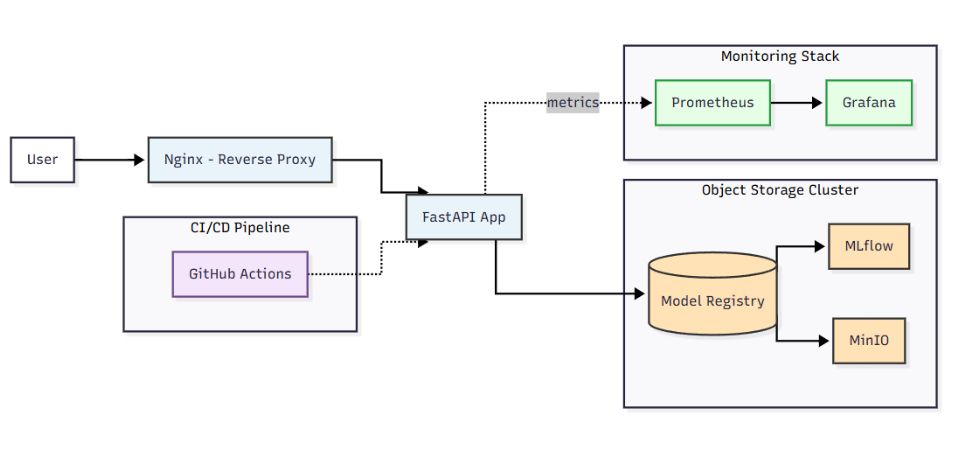 Monitoring Stack
metrics
Prometheus
Grafana
User
Nginx - Reverse Proxy
Object Storage Cluster
FastAPI App
CI/CD Pipeline
GitHub Actions
MLflow
Model Registry
MinIO